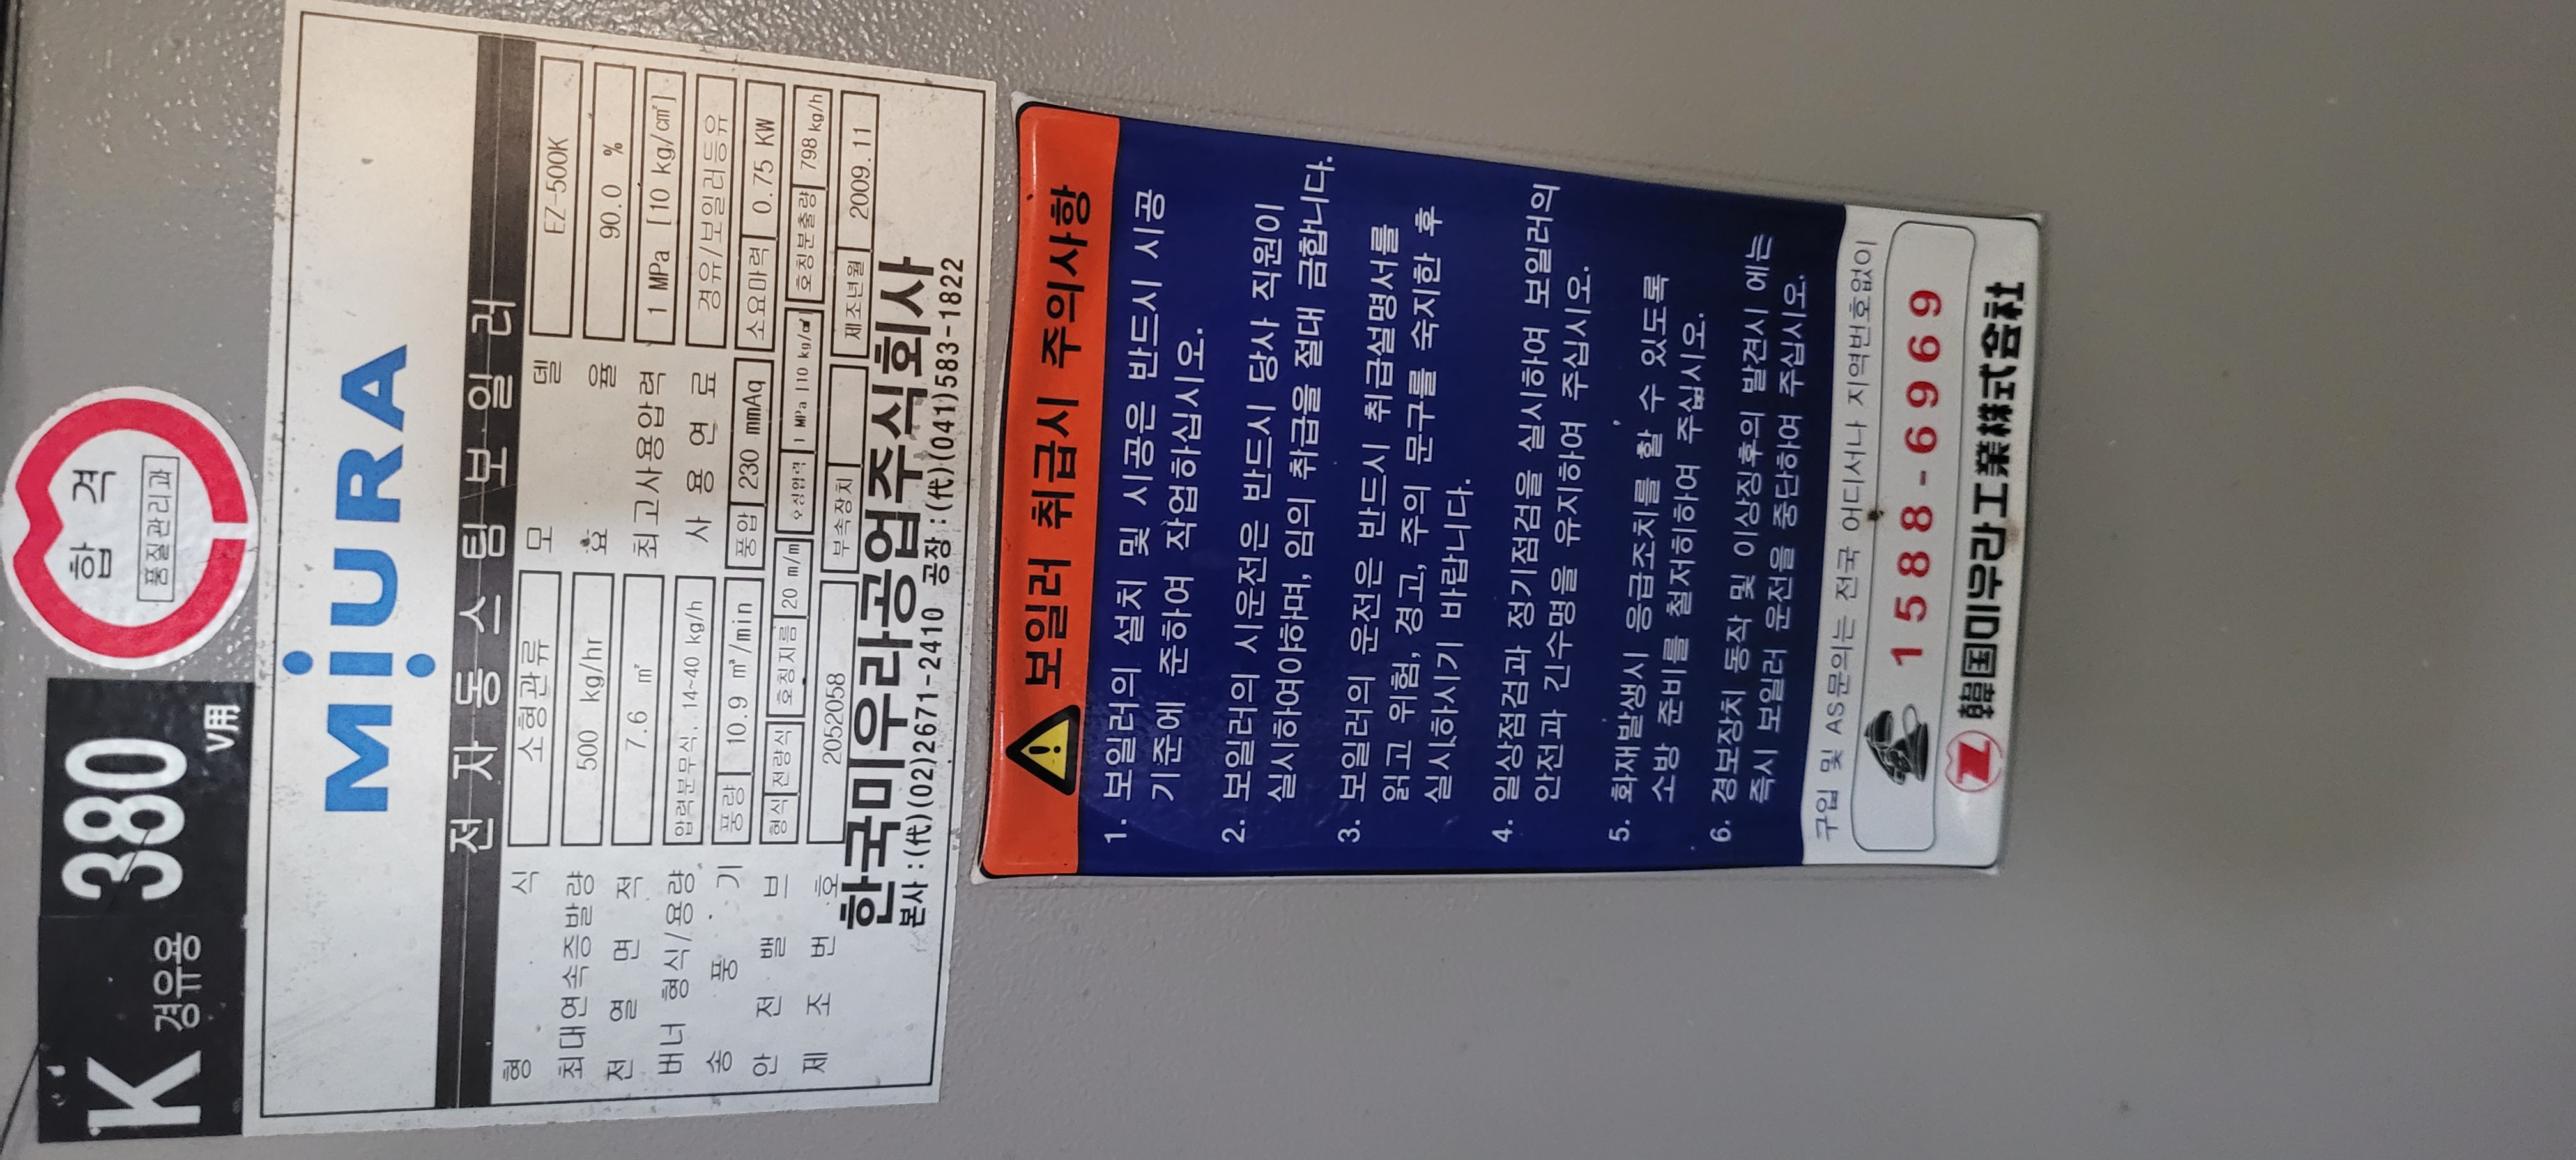 K 경유용
380 V用
합 격
품질관리과
MIURA
전 자 동 스 팀 보 일 러
형 식 소형관류 모 델 EZ-500K
최대연속증발량 500 kg/hr 효 율 90.0 %
전 열 면 적 7.6 ㎡ 최고사용압력 1 MPa [10 kg/㎠]
버너 형식/용량 압력분무식, 14~40 kg/h 사 용 연 료 경유/보일러등유
송 풍 기 풍량 10.9 ㎥/min 풍압 230 mmAq 소요마력 0.75 KW
안 전 밸 브 형식 전량식 호칭지름 20 m/m 1 MPa [10 kg/㎠] 호칭분출량 798 kg/h
제 조 번 호 2052058 부속장치 제조년월 2009.11
한국미우라공업주식회사
본사 : (代)(02)2671-2410 공장 : (代)(041)583-1822
보일러 취급시 주의사항
1. 보일러의 설치 및 시공은 반드시 시공
기준에 준하여 작업하십시오.
2. 보일러의 시운전은 반드시 당사 직원이
실시하여야하며, 임의 취급을 절대 금합니다.
3. 보일러의 운전은 반드시 취급설명서를
읽고 위험, 경고, 주의 문구를 숙지한 후
실시하시기 바랍니다.
4. 일상점검과 정기점검을 실시하여 보일러의
안전과 긴수명을 유지하여 주십시오.
5. 화재발생시 응급조치를 할 수 있도록
소방 준비를 철저히하여 주십시오.
6. 경보장치 동작 및 이상징후의 발견시 에는
즉시 보일러 운전을 중단하여 주십시오.
구입 및 AS문의는 전국 어디서나 지역번호없이
1588-6969
韓国미우라工業株式会社